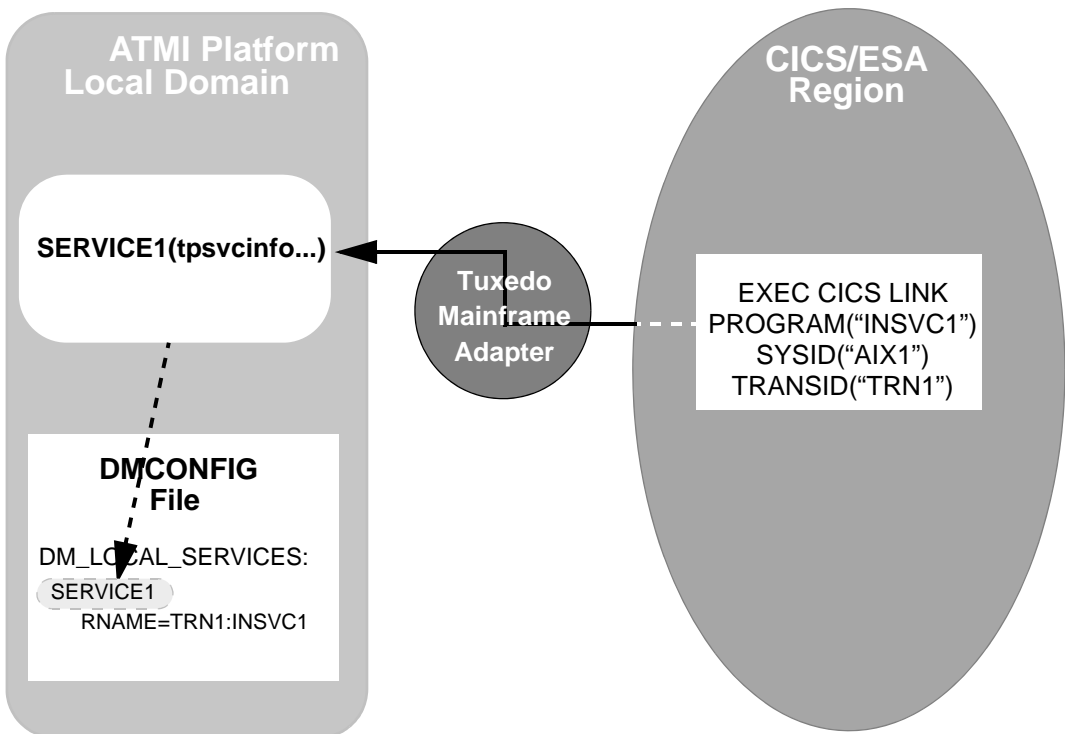 ATMI Platform
Local Domain
SERVICE1(tpsvcinfo...)
DMCONFIG
File
DM_LOCAL_SERVICES:
SERVICE1
RNAME=TRN1:INSVC1
Tuxedo
Mainframe
Adapter
CICS/ESA
Region
EXEC CICS LINK
PROGRAM(“INSVC1”)
SYSID(“AIX1”)
TRANSID(“TRN1”)